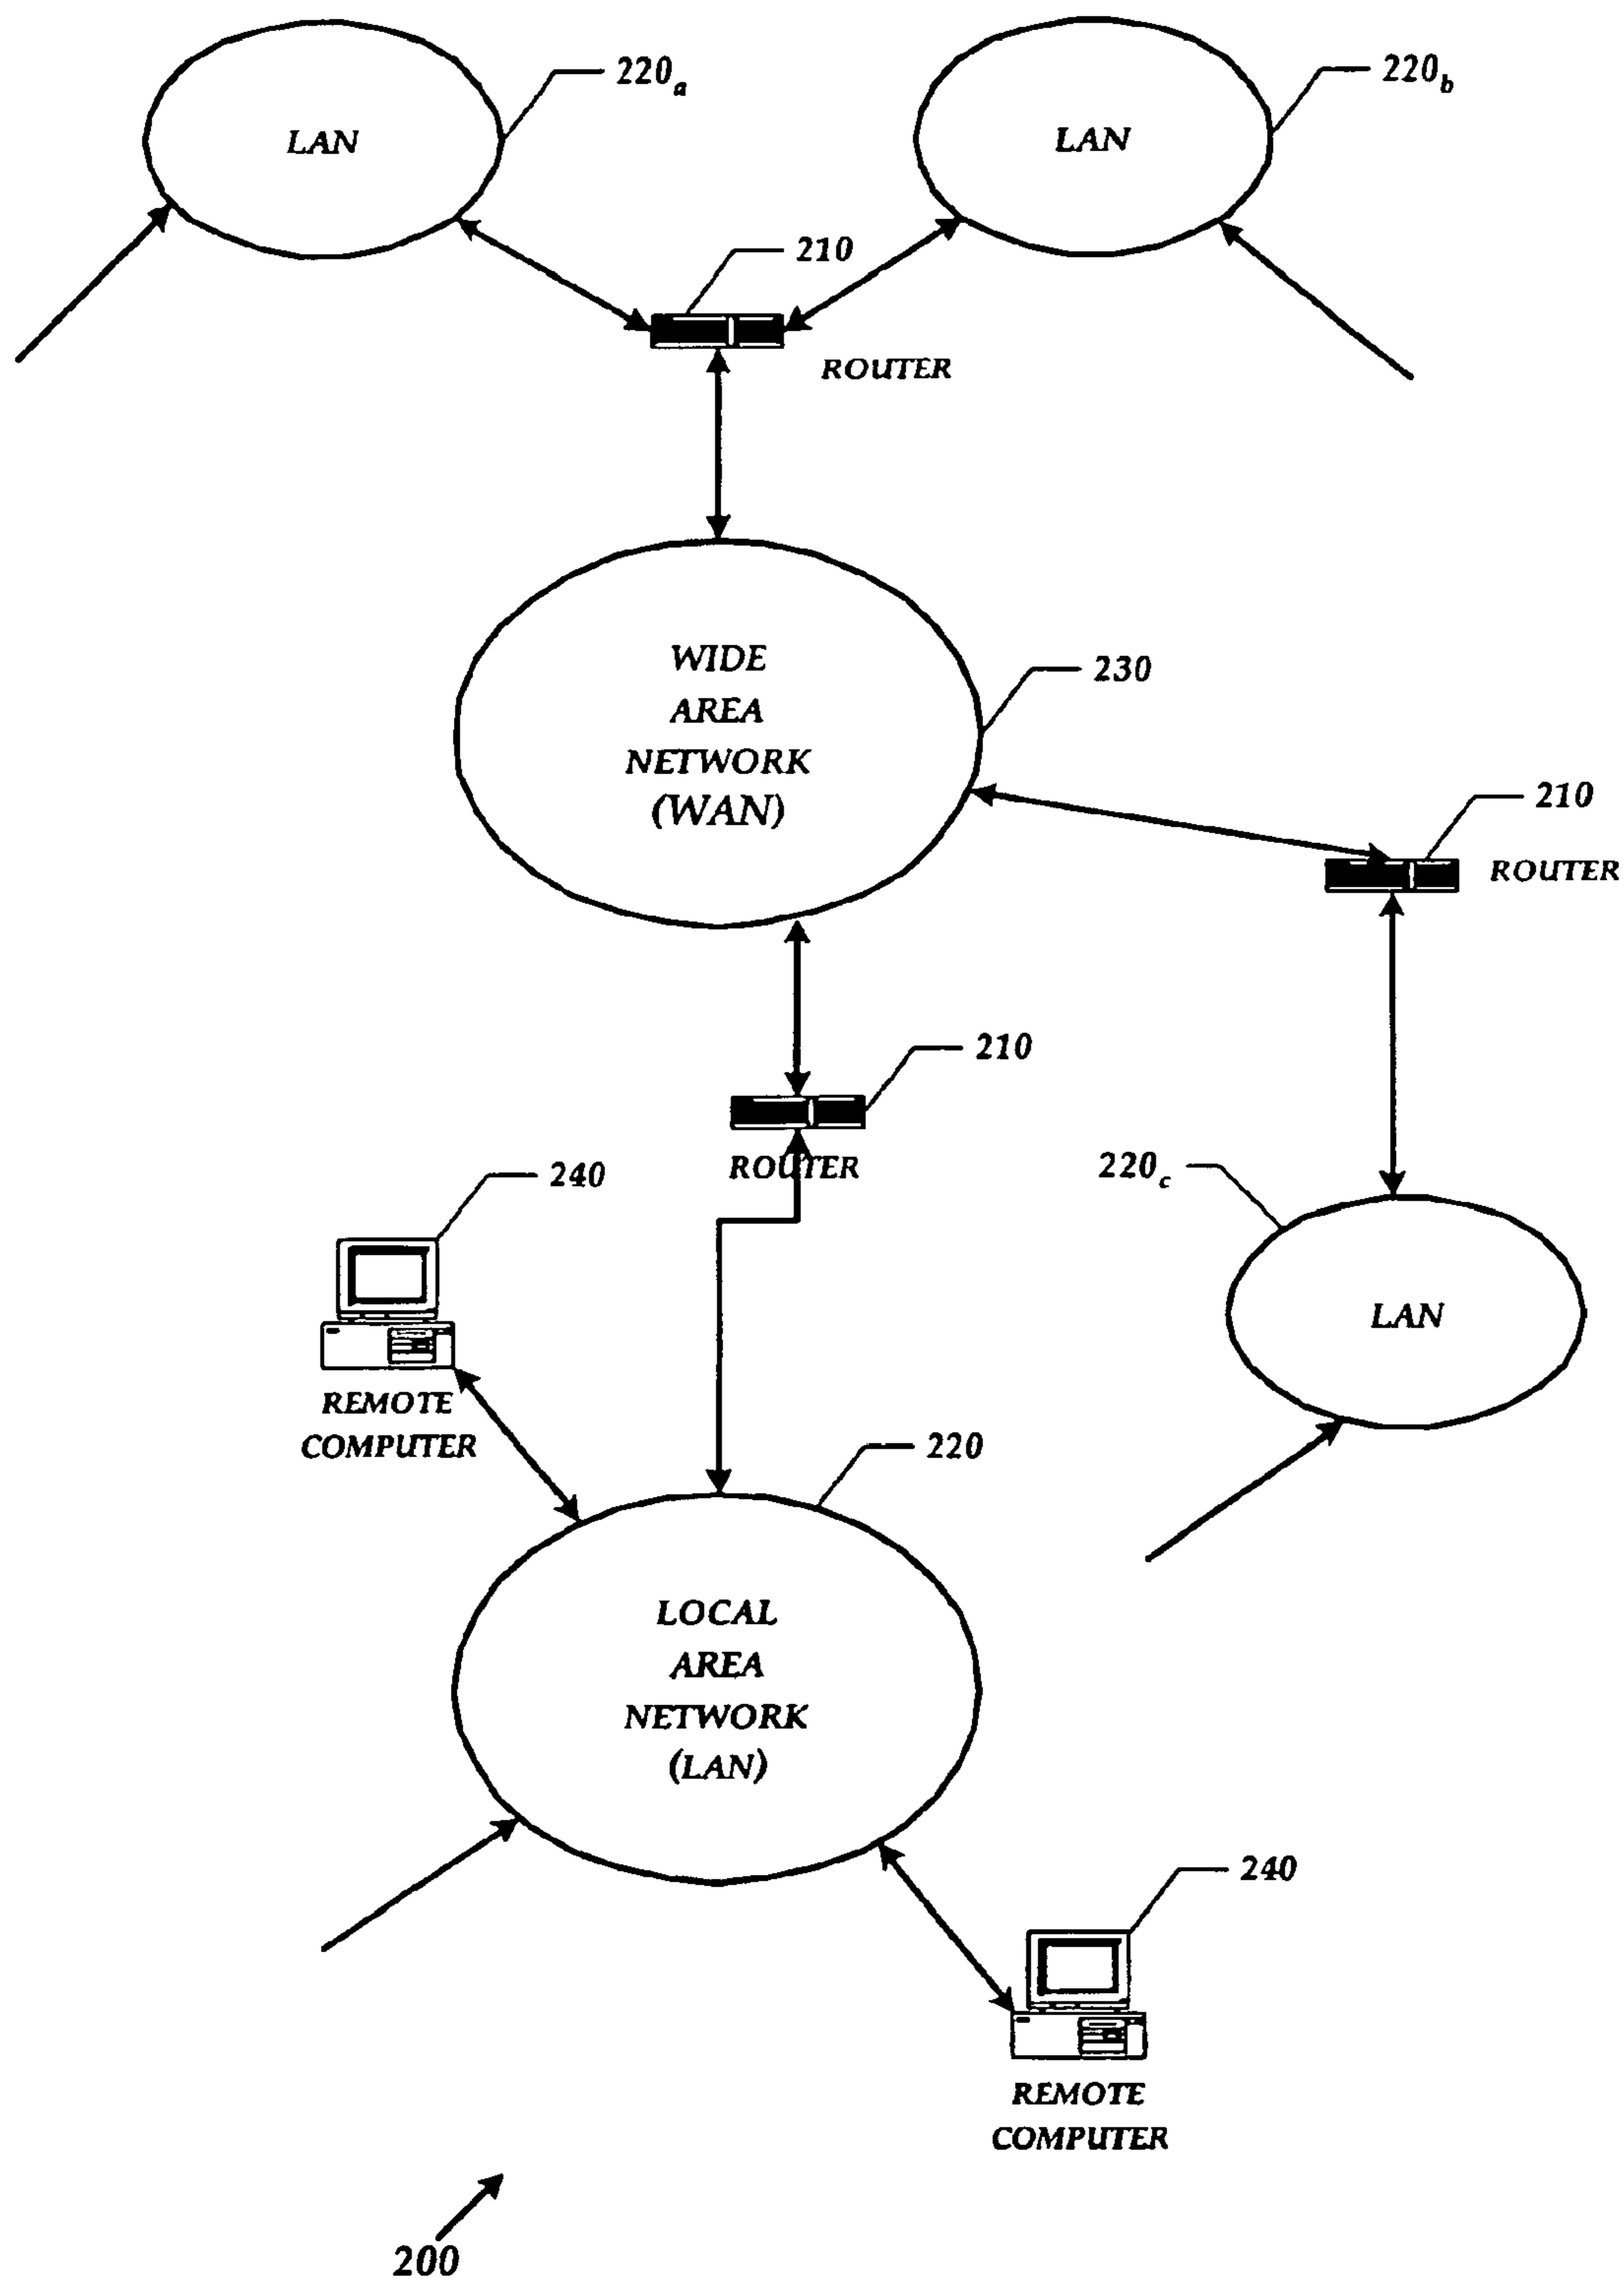 220a
220b
LAN
LAN
210
ROUTER
WIDE
AREA
NETWORK
(WAN)
230
210
ROUTER
210
ROUTER
240
220c
REMOTE
COMPUTER
LAN
220
LOCAL
AREA
NETWORK
(LAN)
240
REMOTE
COMPUTER
200